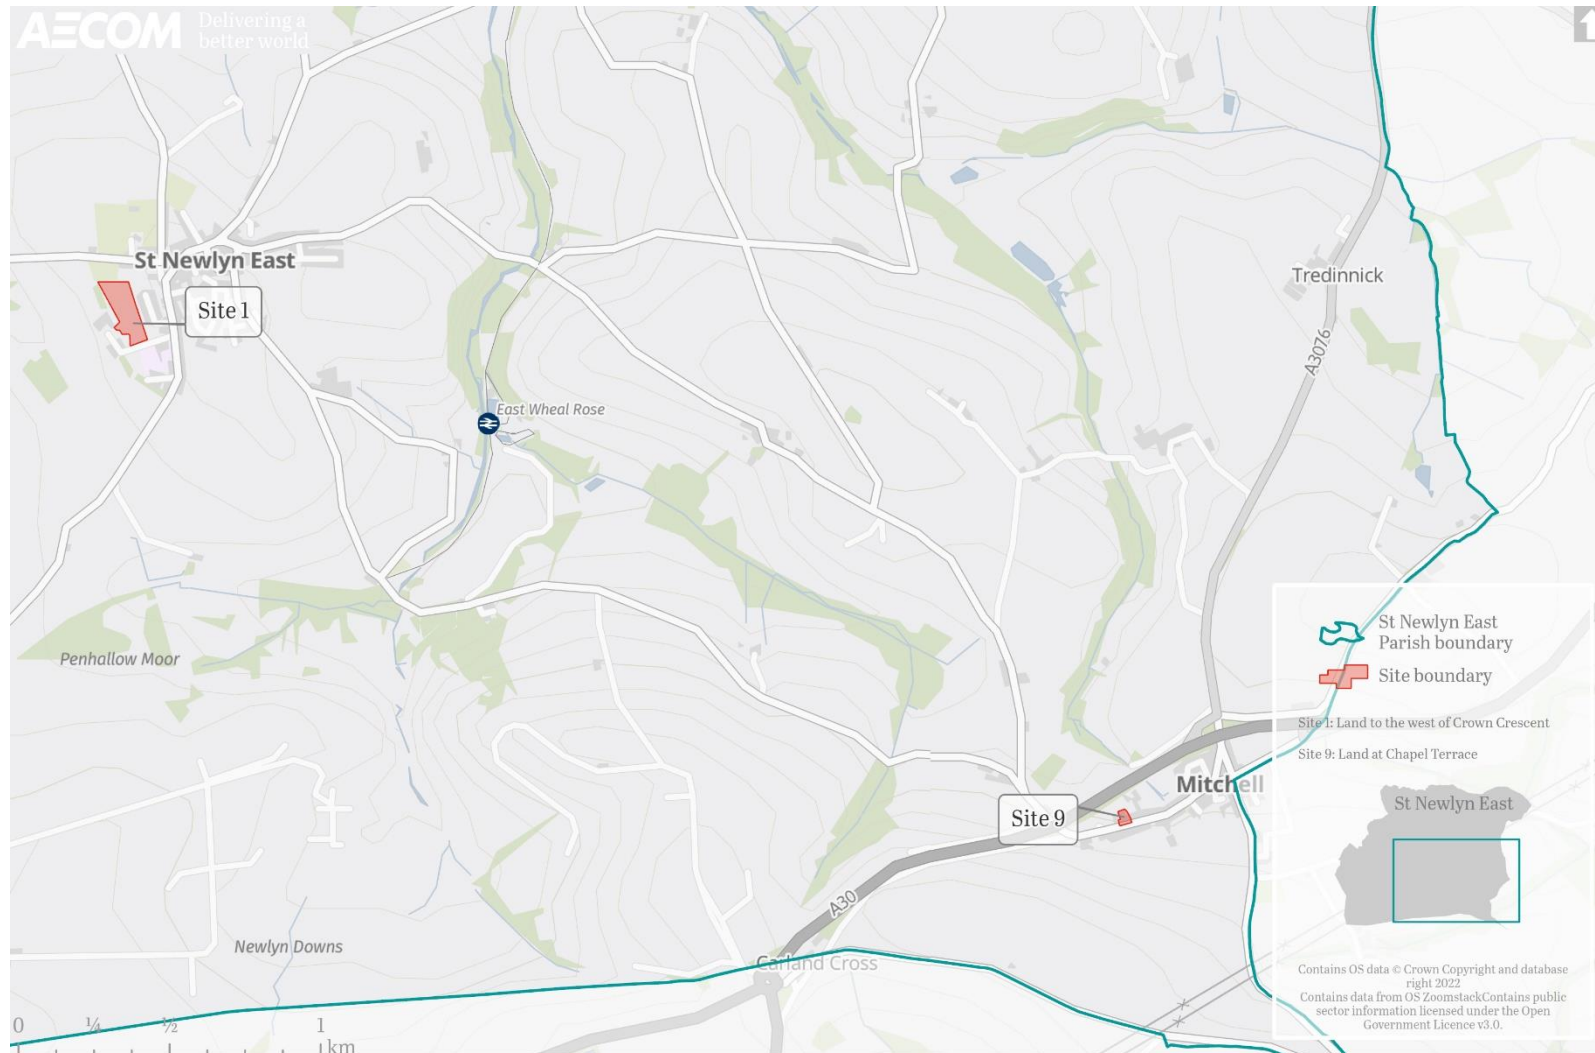 AECOM
Delivering a
better world
St Newlyn East
Site 1
Tredinnick
A3076
East Wheal Rose
Penhallow Moor
St Newlyn East
Parish boundary
Site boundary
Site 1: Land to the west of Crown Crescent
Site 9: Land at Chapel Terrace
Mitchell
Site 9
St Newlyn East
A30
Newlyn Downs
Carland Cross
Contains OS data © Crown Copyright and database
right 2022
Contains data from OS ZoomstackContains public
sector information licensed under the Open
Government Licence v3.0.
0 ¼ ½ 1
km